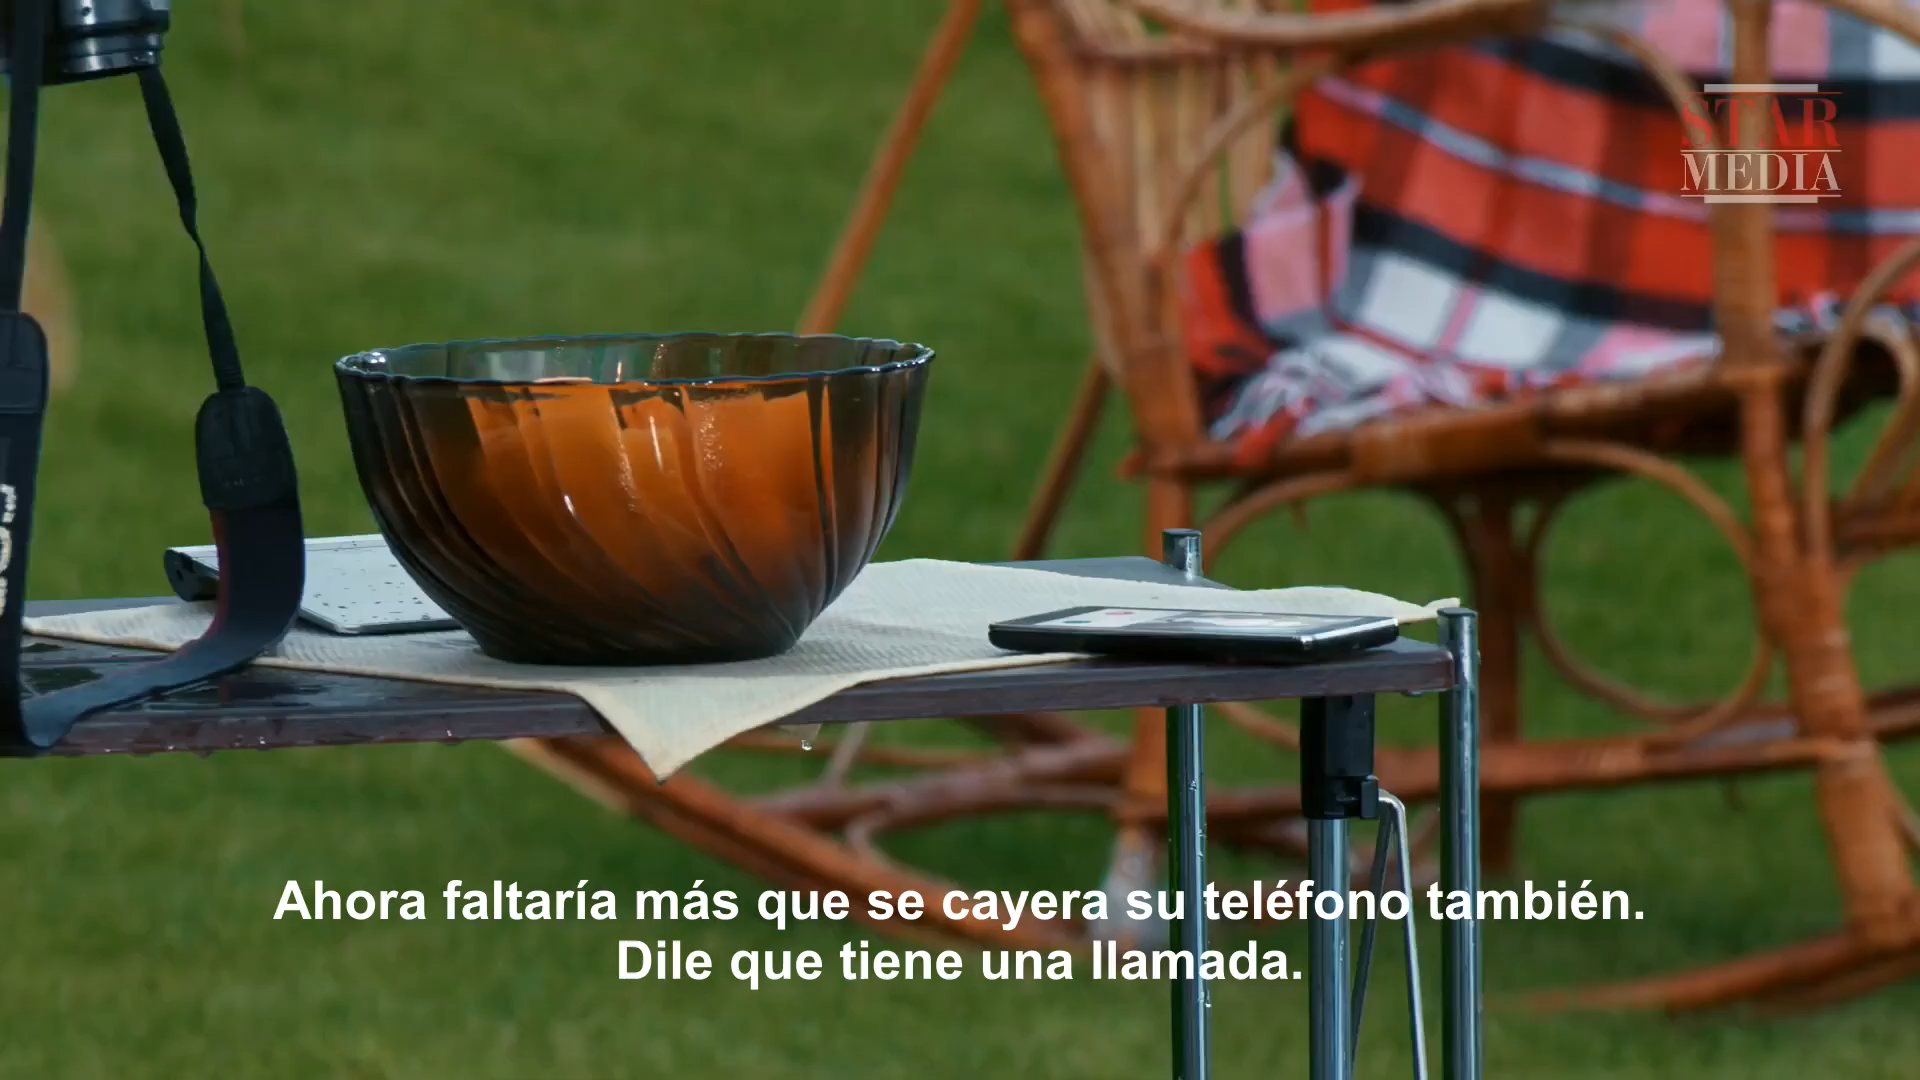 STAR
MEDIA
Ahora faltaría más que se cayera su teléfono también.
Dile que tiene una llamada.